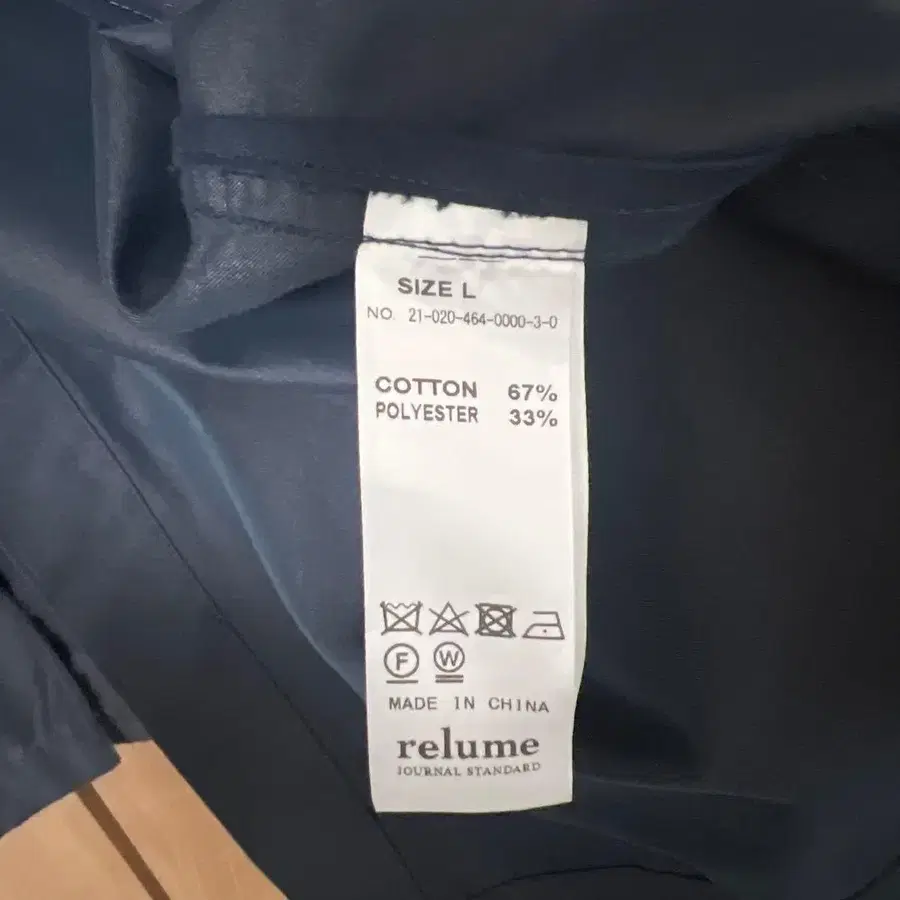 SIZE L
NO. 21-020-464-0000-3-0
COTTON 67%
POLYESTER 33%
F W
MADE IN CHINA
relume
JOURNAL STANDARD